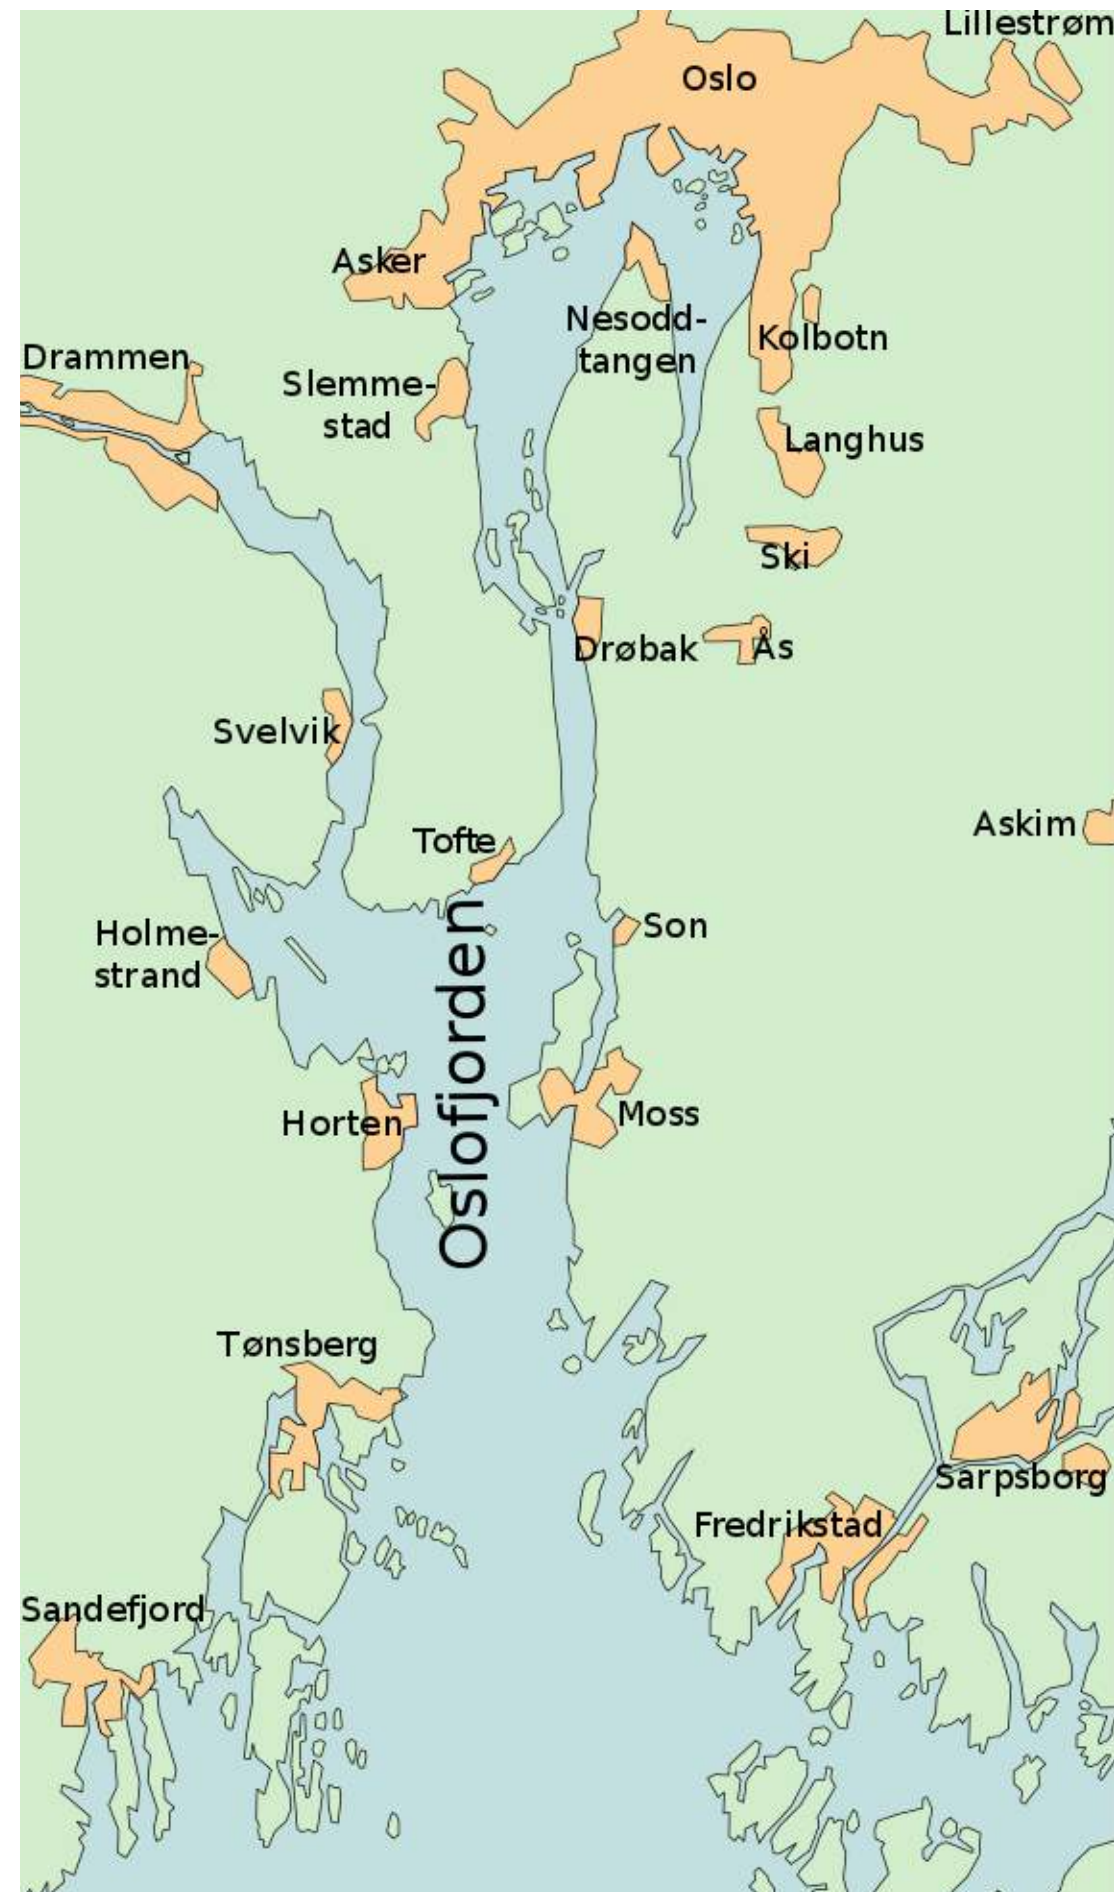 Lillestrøm
Oslo
Asker
Nesodd-
tangen
Kolbotn
Drammen
Slemme-
stad
Langhus
Ski
Drøbak
Ås
Svelvik
Tofte
Askim
Holme-
strand
Son
Oslofjorden
Horten
Moss
Tønsberg
Sarpsborg
Fredrikstad
Sandefjord